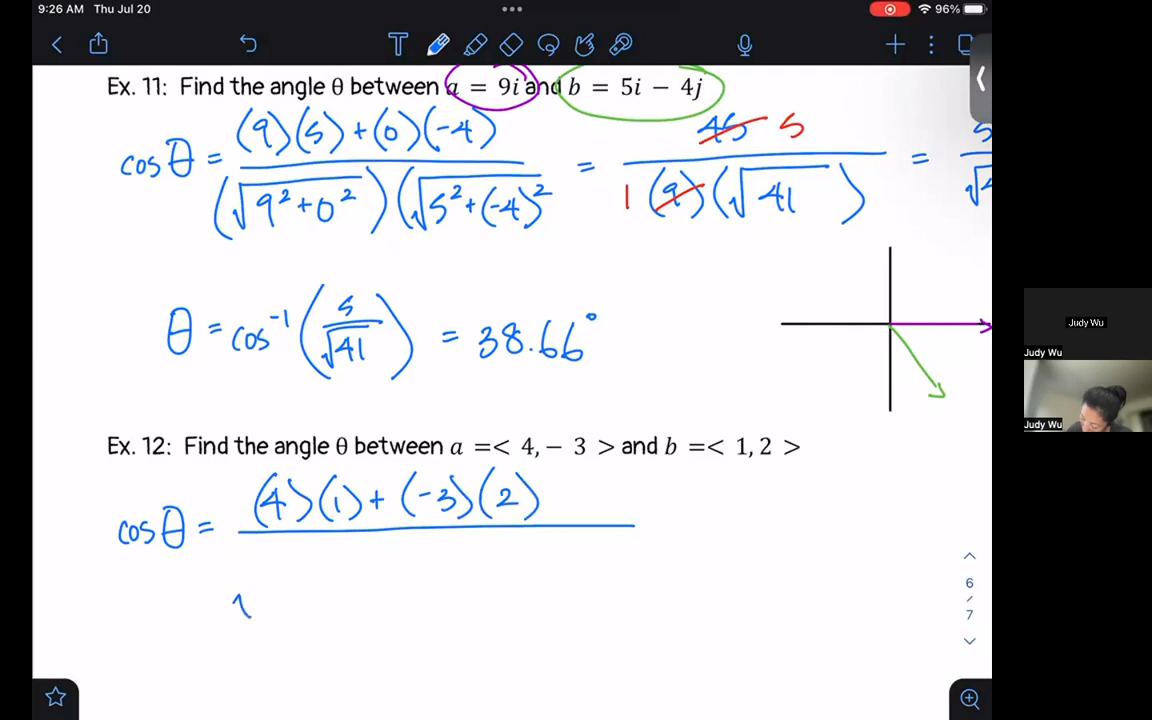 9:26 AM Thu Jul 20
96%
T
Ex. 11: Find the angle θ between a = 9i and b = 5i − 4j
cos θ = (9)(5) + (0)(-4) / (√9² + 0²)(√5² + (-4)² = 45 5 / 1 (9)(√41) =
θ = cos⁻¹ (5/√41) = 38.66°
Ex. 12: Find the angle θ between a =< 4, − 3 > and b =< 1, 2 >
cos θ = (4)(1) + (-3)(2)
6 / 7
Judy Wu
Judy Wu
Judy Wu